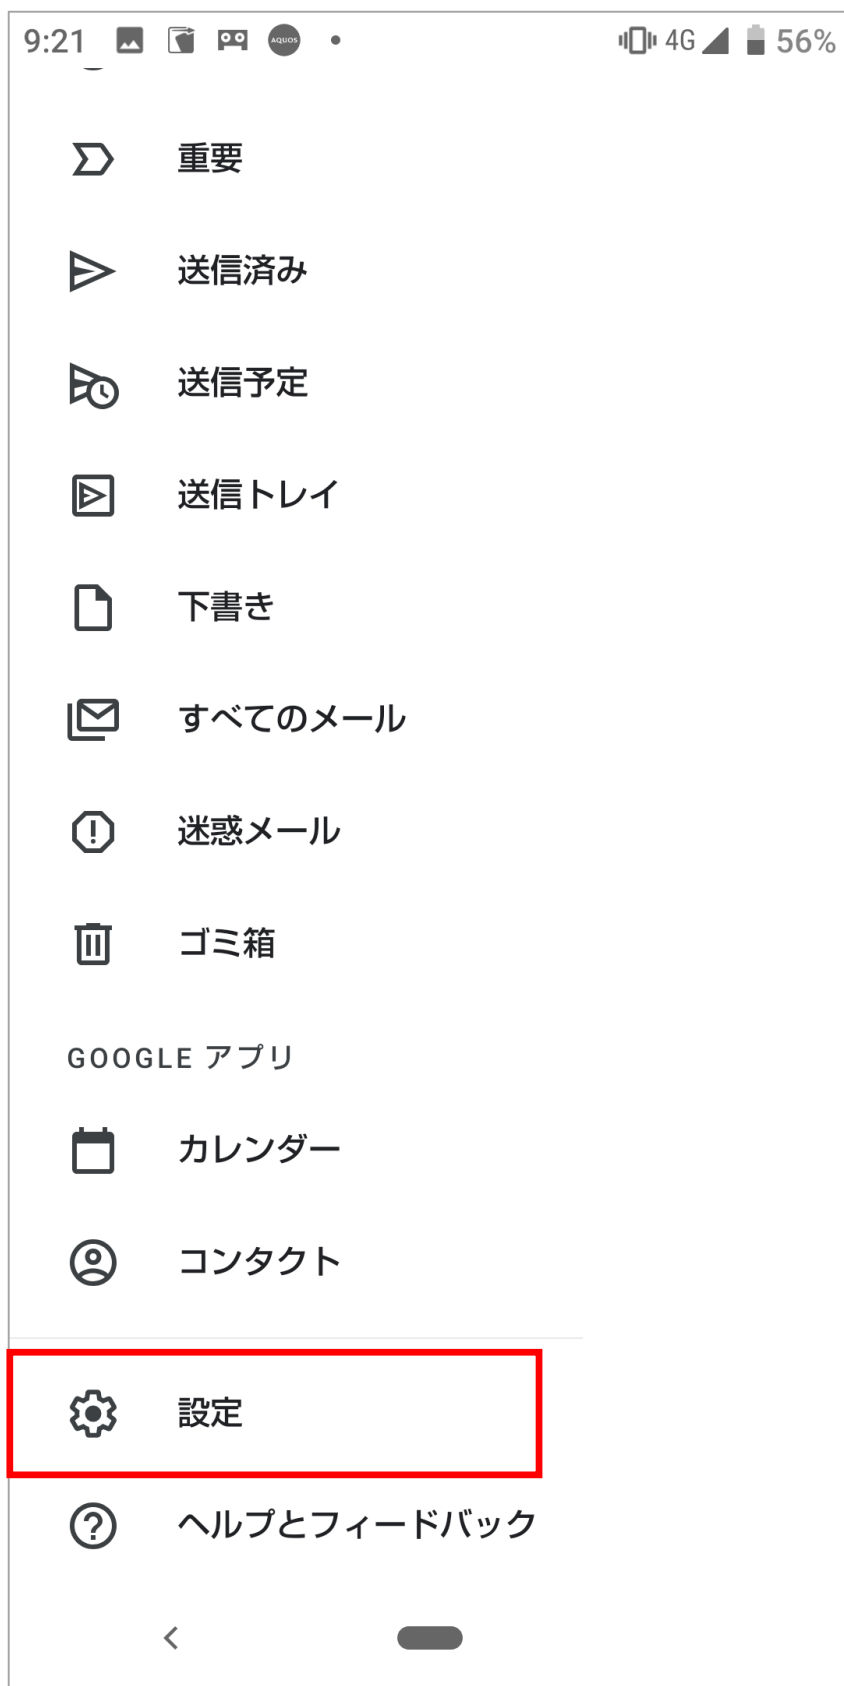 9:21 AQUOS 4G 56%
重要
送信済み
送信予定
送信トレイ
下書き
すべてのメール
迷惑メール
ゴミ箱
GOOGLE アプリ
カレンダー
コンタクト
設定
ヘルプとフィードバック